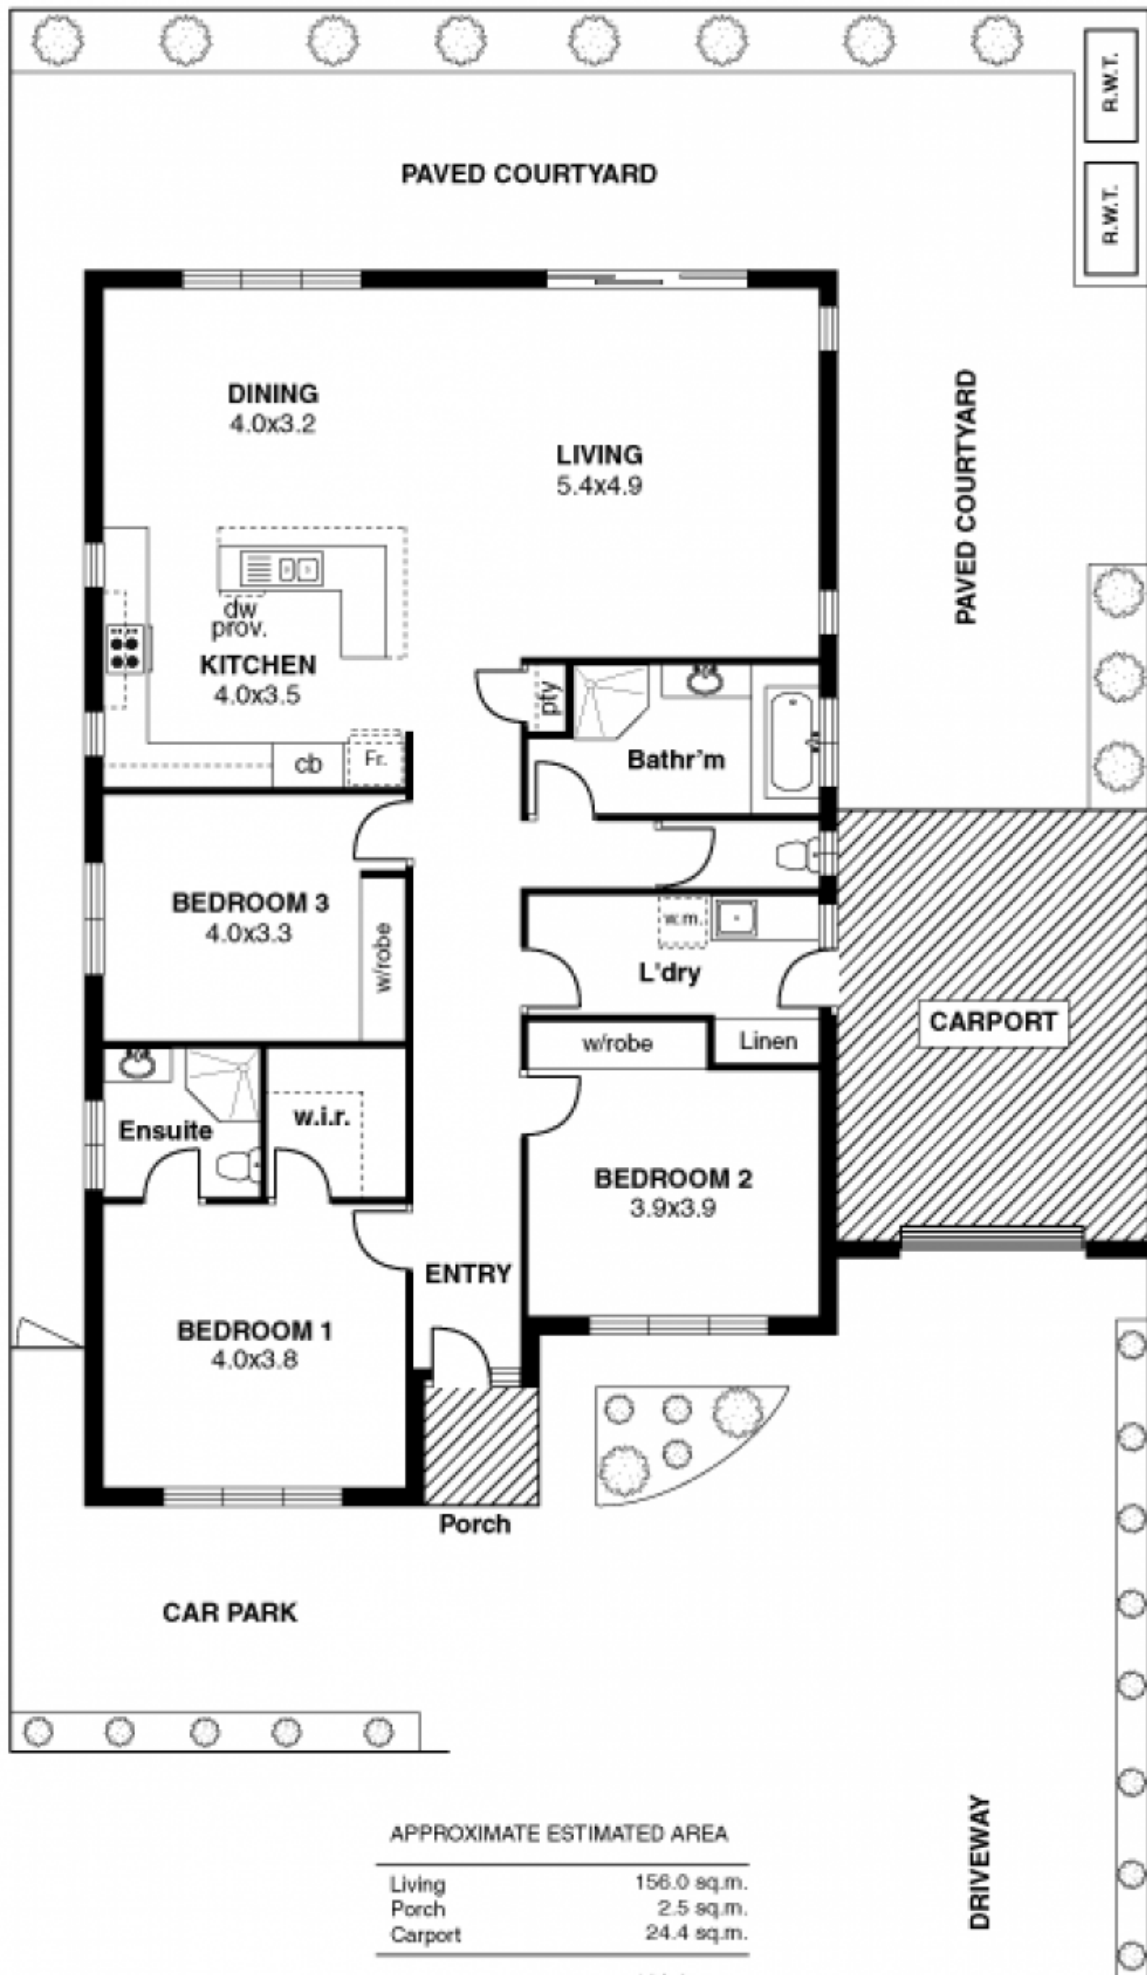 R.W.T.
R.W.T.
PAVED COURTYARD
PAVED COURTYARD
DINING
4.0x3.2
LIVING
5.4x4.9
dw
prov.
KITCHEN
4.0x3.5
cb
Fr.
pty
Bathr'm
BEDROOM 3
4.0x3.3
w/robe
w.m.
L'dry
w/robe
Linen
CARPORT
Ensuite
w.i.r.
BEDROOM 2
3.9x3.9
ENTRY
BEDROOM 1
4.0x3.8
Porch
CAR PARK
DRIVEWAY
APPROXIMATE ESTIMATED AREA
Living 156.0 sq.m.
Porch 2.5 sq.m.
Carport 24.4 sq.m.